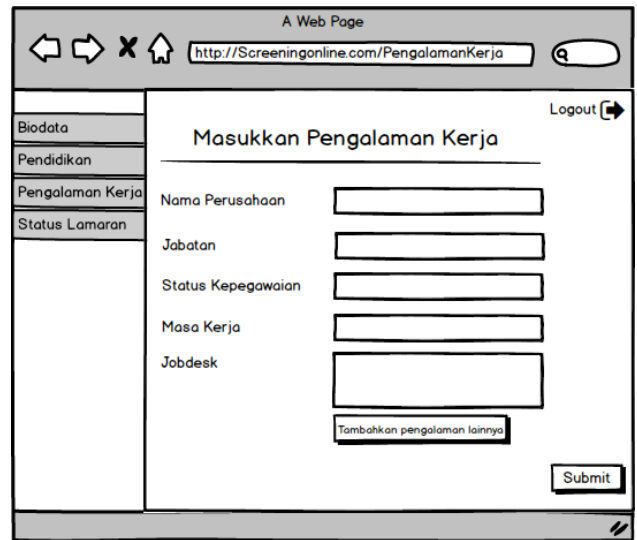 A Web Page
http://Screeningonline.com/PengalamanKerja
Logout
Biodata
Pendidikan
Pengalaman Kerja
Status Lamaran
Masukkan Pengalaman Kerja
Nama Perusahaan
Jabatan
Status Kepegawaian
Masa Kerja
Jobdesk
Tambahkan pengalaman lainnya
Submit